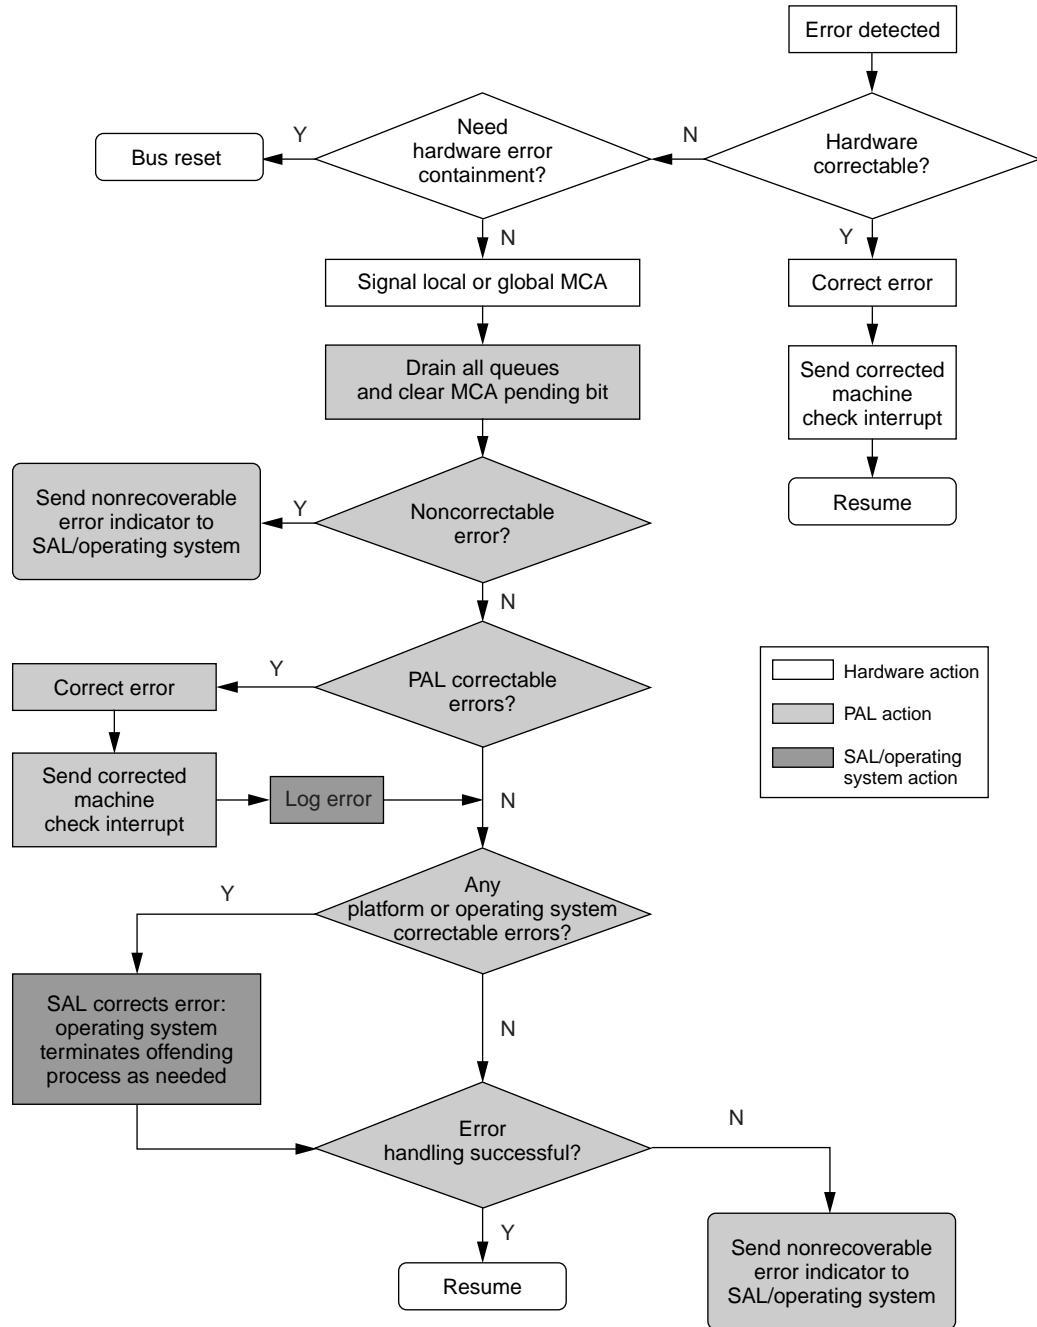 Error detected
Hardware
correctable?
N
Need
hardware error
containment?
Y
Bus reset
Y
Correct error
Send corrected
machine
check interrupt
Resume
N
Signal local or global MCA
Drain all queues
and clear MCA pending bit
Noncorrectable
error?
Y
Send nonrecoverable
error indicator to
SAL/operating system
N
PAL correctable
errors?
Y
Correct error
Send corrected
machine
check interrupt
Log error
N
Hardware action
PAL action
SAL/operating
system action
Any
platform or operating system
correctable errors?
Y
SAL corrects error:
operating system
terminates offending
process as needed
N
Error
handling successful?
N
Send nonrecoverable
error indicator to
SAL/operating system
Y
Resume